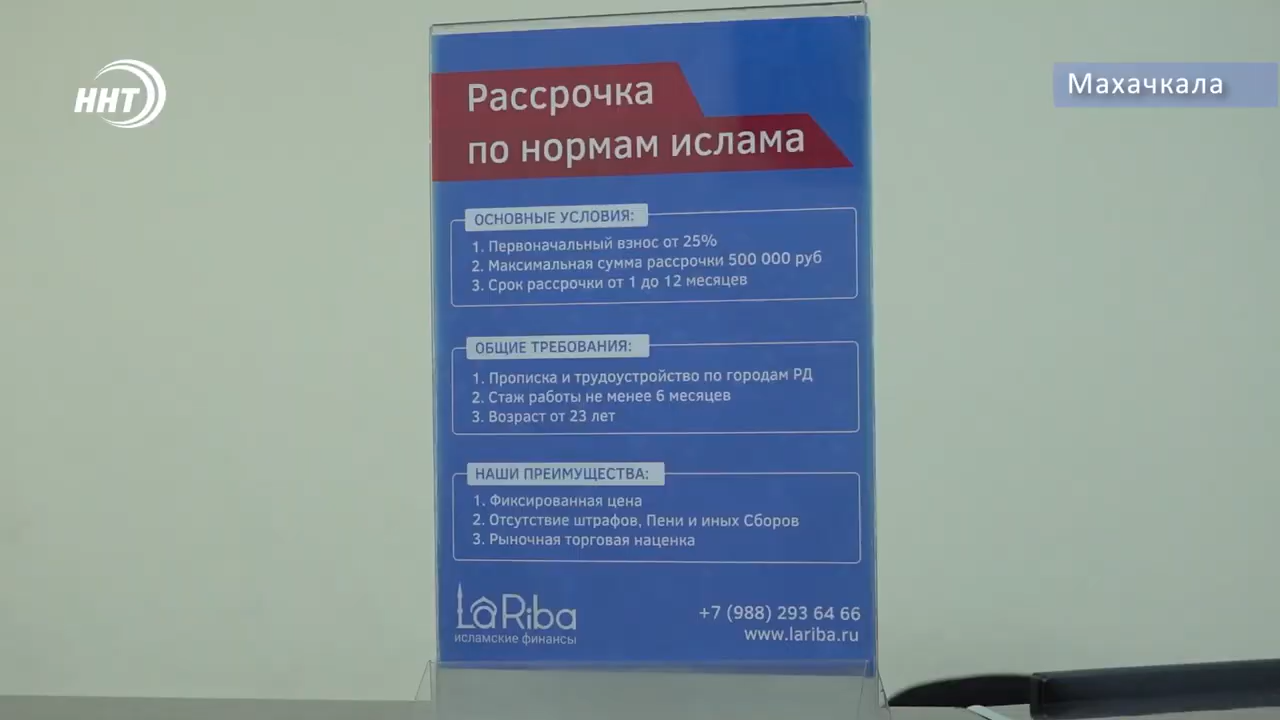 ННТ
Махачкала
Рассрочка
по нормам ислама
ОСНОВНЫЕ УСЛОВИЯ:
1. Первоначальный взнос от 25%
2. Максимальная сумма рассрочки 500 000 руб
3. Срок рассрочки от 1 до 12 месяцев
ОБЩИЕ ТРЕБОВАНИЯ:
1. Прописка и трудоустройство по городам РД
2. Стаж работы не менее 6 месяцев
3. Возраст от 23 лет
НАШИ ПРЕИМУЩЕСТВА:
1. Фиксированная цена
2. Отсутствие штрафов, Пени и иных Сборов
3. Рыночная торговая наценка
LaRiba
исламские финансы
+7 (988) 293 64 66
www.lariba.ru